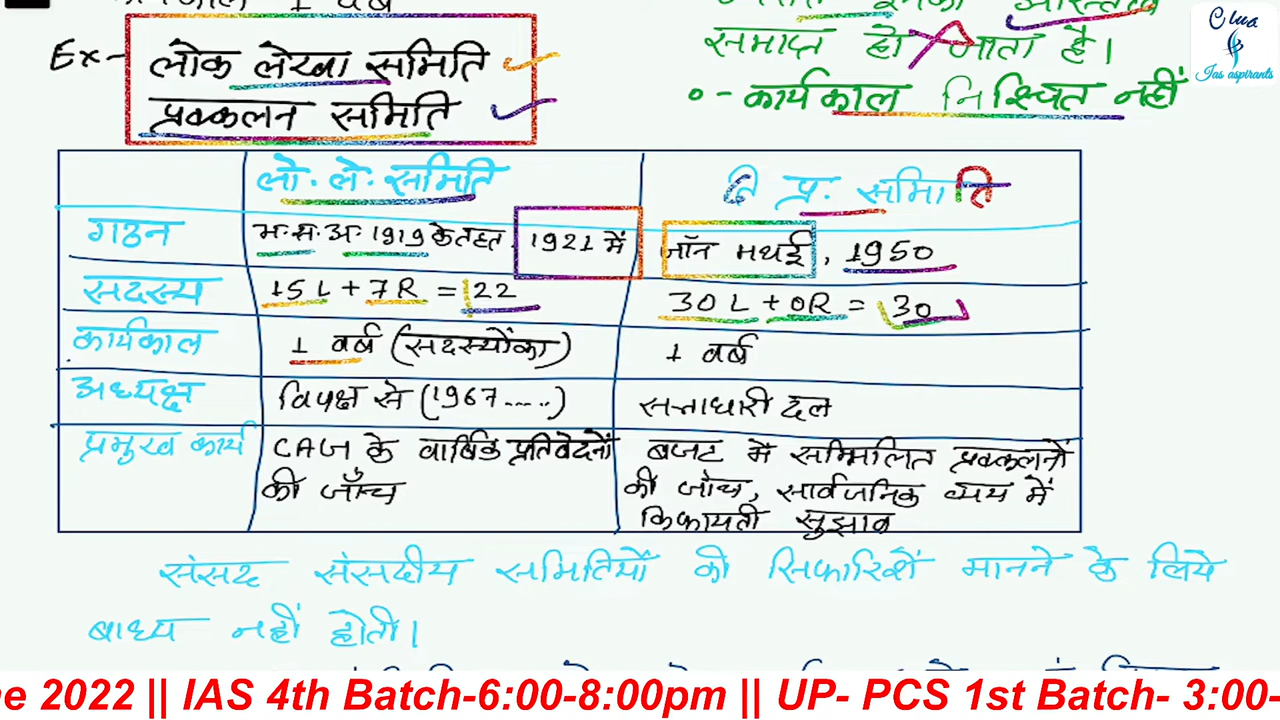 समाप्त हो जाता है।
Clua
Ias aspirants
Ex- लोक लेखा समिति
प्राक्कलन समिति
० - कार्यकाल निश्चित नहीं
लो. ले. समिति
प्र. समिति
गठन
भ. स. अ. 1919 के तहत, 1921 में
जॉन मथई, 1950
सदस्य
15 L + 7 R = 22
30 L + 0R = 30
कार्यकाल
1 वर्ष (सदस्यों का)
1 वर्ष
अध्यक्ष
विपक्ष से (1967.....)
सत्ताधारी दल
प्रमुख कार्य
CAG के वार्षिक प्रतिवेदनों
की जाँच
बजट में सम्मिलित प्राक्कलनों
की जांच, सार्वजनिक व्यय में
किफायती सुझाव
संसद संसदीय समितियों की सिफारिशें मानने के लिये
बाध्य नहीं होती।
ne 2022 || IAS 4th Batch-6:00-8:00pm || UP- PCS 1st Batch- 3:00-